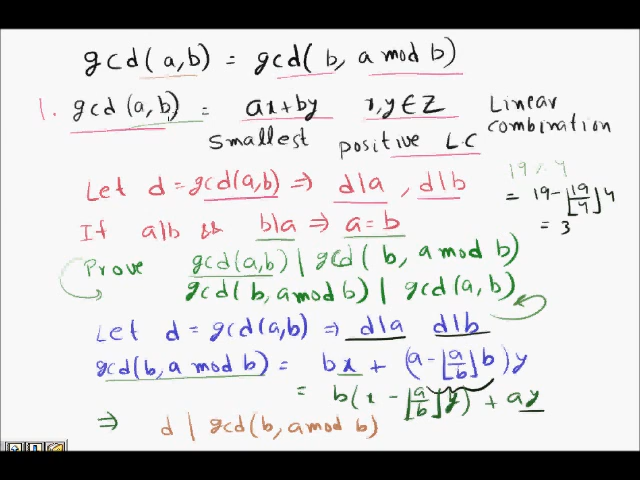 gcd(a,b) = gcd(b, a mod b)
1. gcd(a,b) = ax+by x,y∈Z Linear combination
smallest positive L.C
19 % 4
= 19-⌊19/4⌋4
= 3
Let d = gcd(a,b) ⇒ d|a , d|b
If a|b && b|a ⇒ a=b
Prove gcd(a,b) | gcd(b, a mod b)
gcd(b, a mod b) | gcd(a,b)
Let d = gcd(a,b) ⇒ d|a d|b
gcd(b, a mod b) = bx + (a-⌊a/b⌋b)y
= b(x-⌊a/b⌋y) + ay
⇒ d | gcd(b, a mod b)